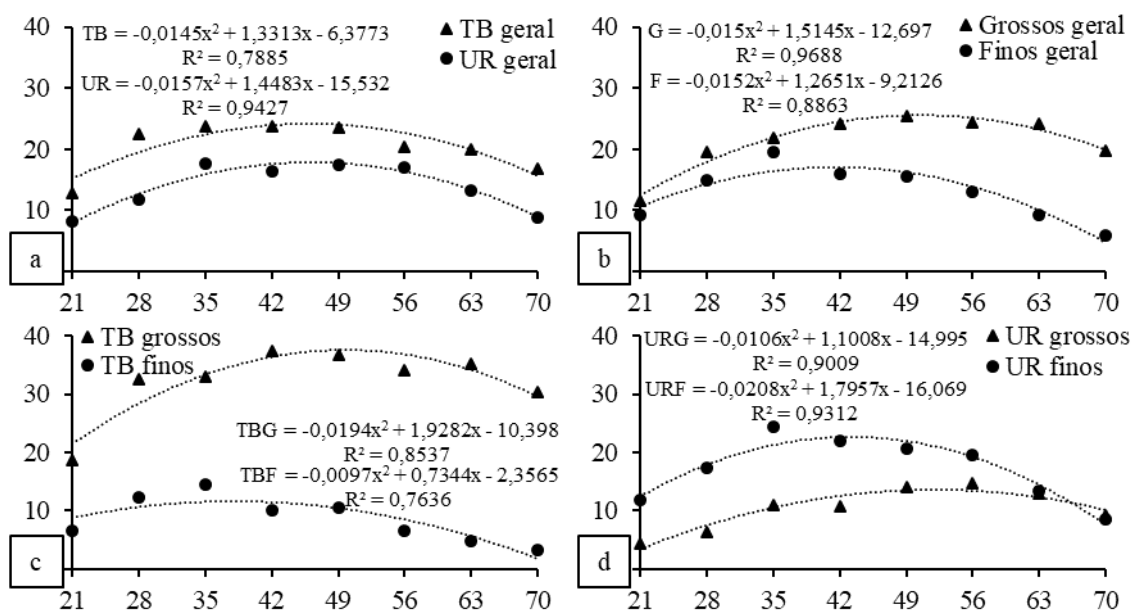 40
30
20
10
TB = -0,0145x² + 1,3313x - 6,3773
R² = 0,7885
UR = -0,0157x² + 1,4483x - 15,532
R² = 0,9427
TB geral
UR geral
a
21 28 35 42 49 56 63 70
40
30
20
10
G = -0,015x² + 1,5145x - 12,697
R² = 0,9688
F = -0,0152x² + 1,2651x - 9,2126
R² = 0,8863
Grossos geral
Finos geral
b
21 28 35 42 49 56 63 70
40
30
20
10
TB grossos
TB finos
TBG = -0,0194x² + 1,9282x - 10,398
R² = 0,8537
TBF = -0,0097x² + 0,7344x - 2,3565
R² = 0,7636
c
21 28 35 42 49 56 63 70
40
30
20
10
URG = -0,0106x² + 1,1008x - 14,995
R² = 0,9009
URF = -0,0208x² + 1,7957x - 16,069
R² = 0,9312
UR grossos
UR finos
d
21 28 35 42 49 56 63 70